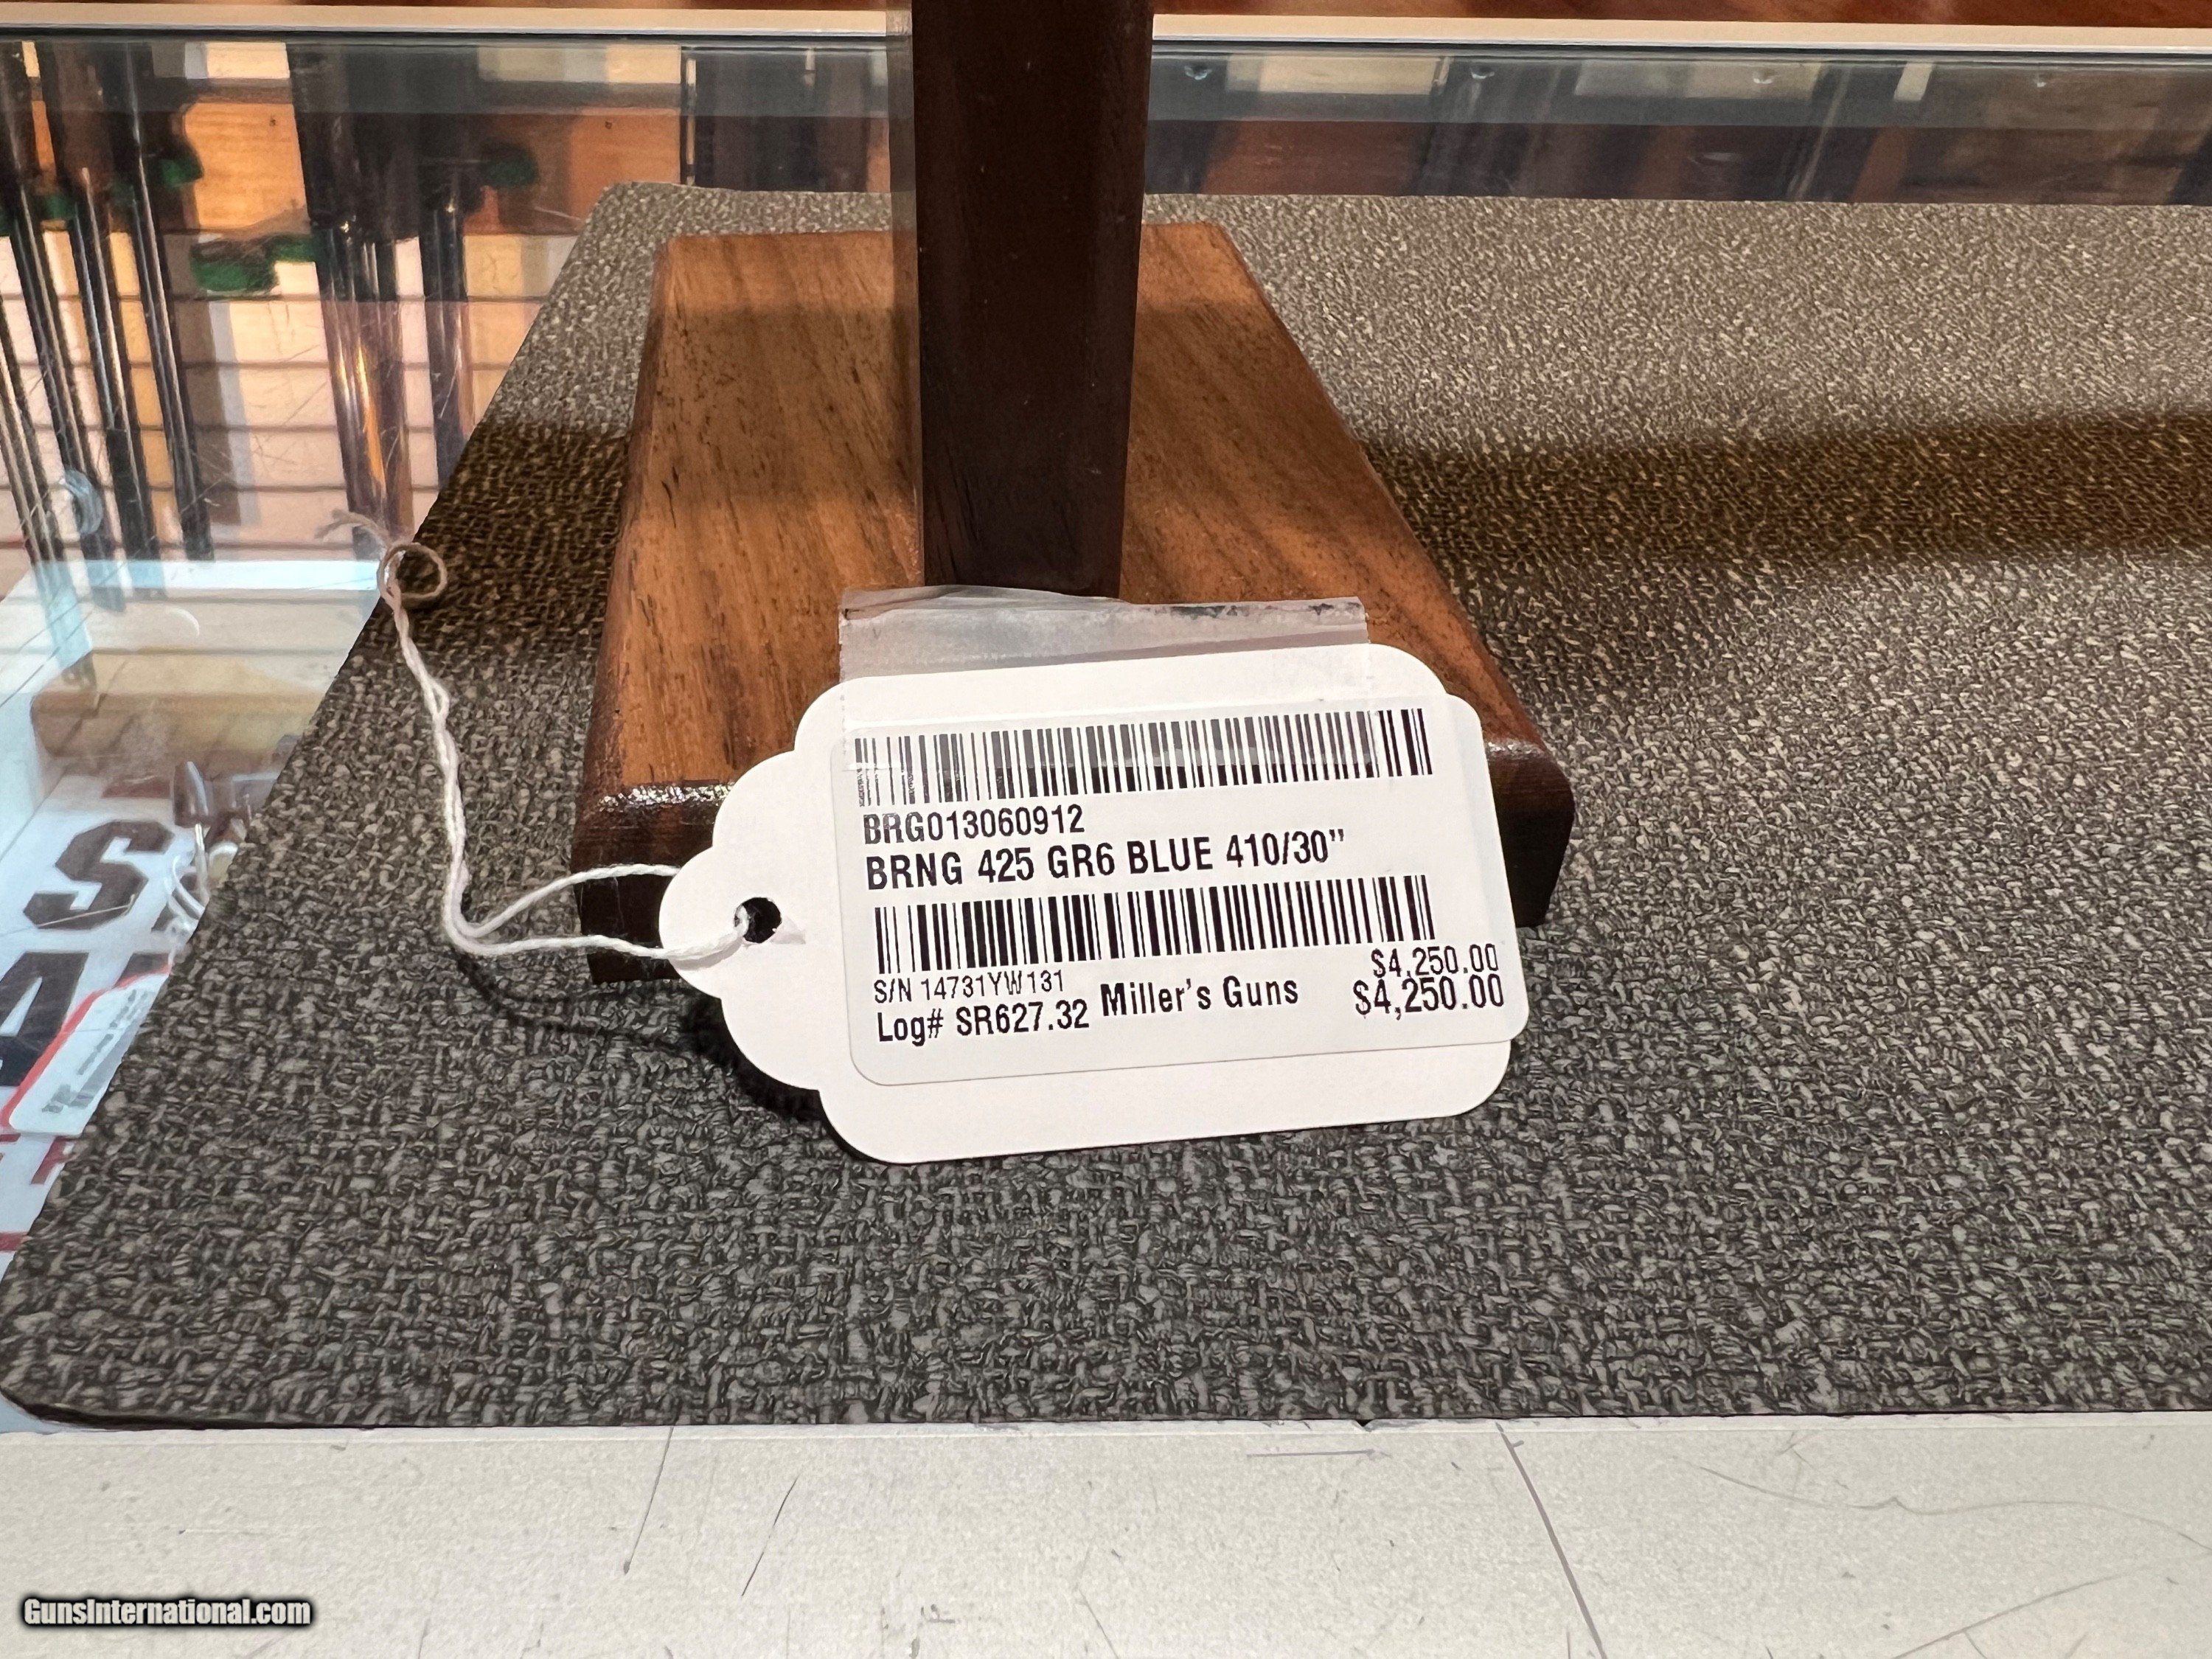 BRG013060912
BRNG 425 GR6 BLUE 410/30"
$4,250.00
S/N 14731YW131
Miller's Guns
$4,250.00
Log# SR627.32
GunsInternational.com